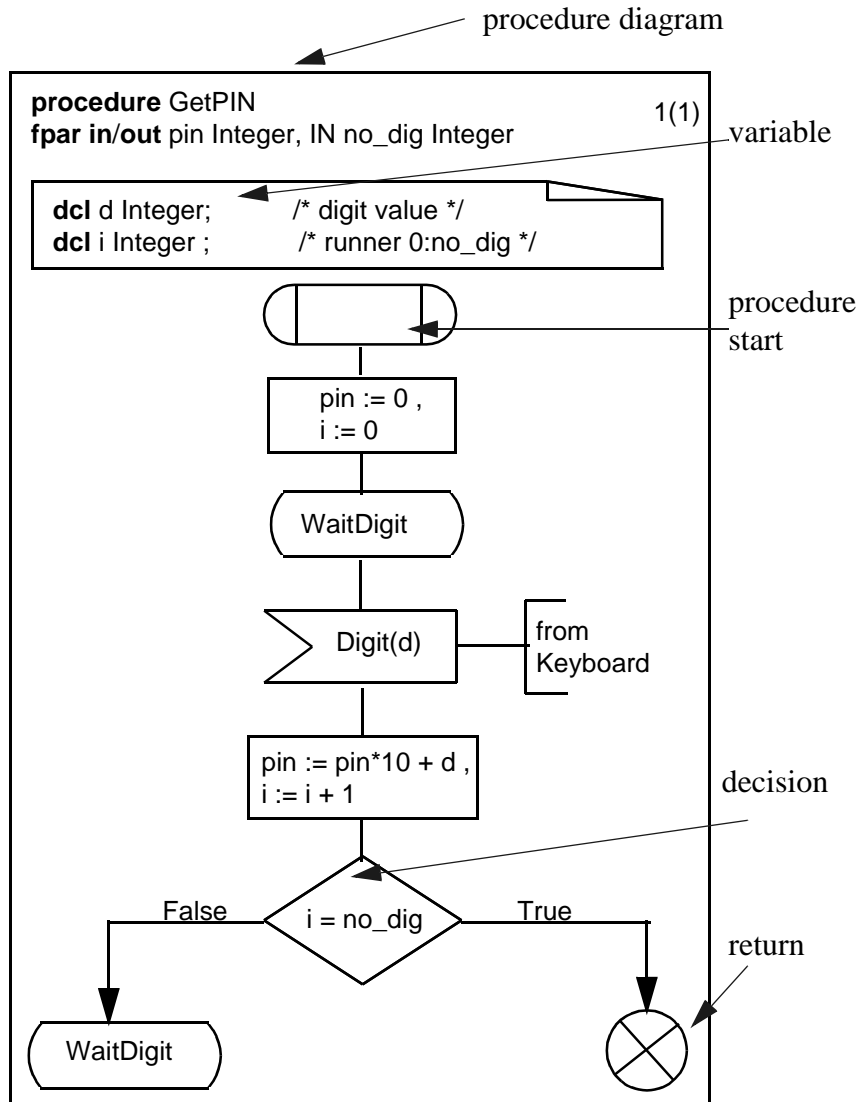 procedure diagram
procedure GetPIN
1(1)
fpar in/out pin Integer, IN no_dig Integer
variable
dcl d Integer; /* digit value */
dcl i Integer ; /* runner 0:no_dig */
procedure
start
pin := 0 ,
i := 0
WaitDigit
Digit(d)
from
Keyboard
pin := pin*10 + d ,
i := i + 1
decision
False
i = no_dig
True
return
WaitDigit